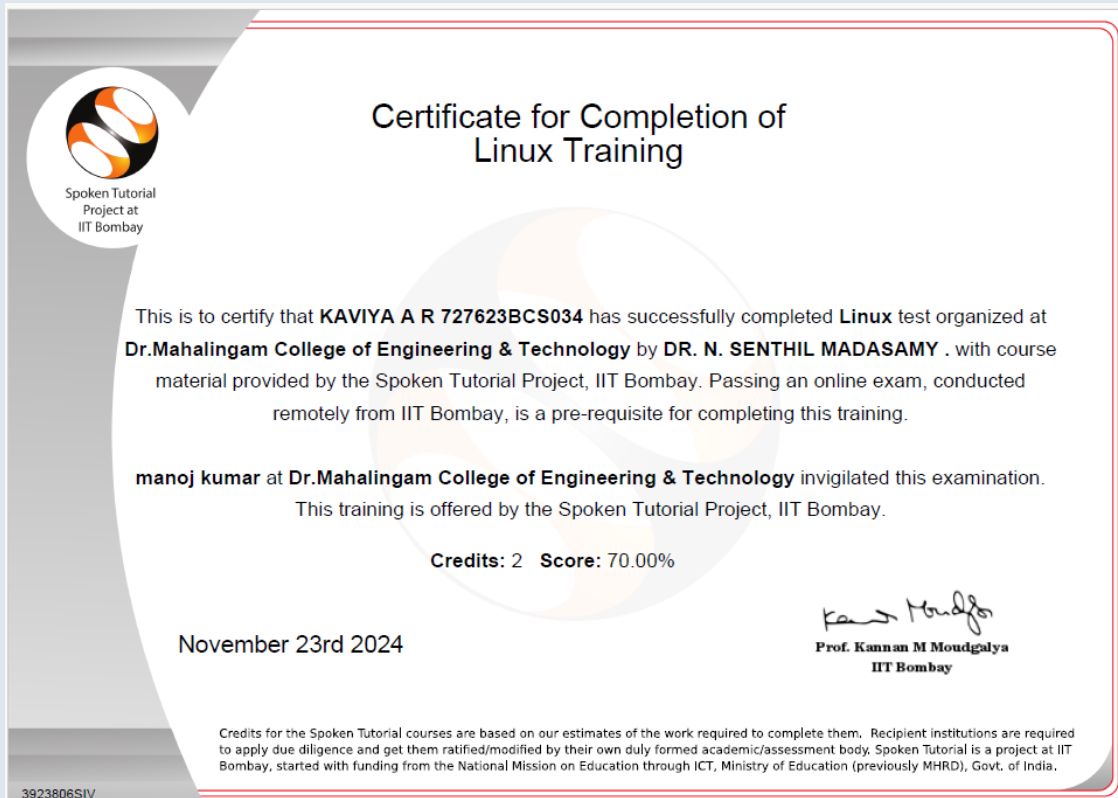 Spoken Tutorial
Project at
IIT Bombay
Certificate for Completion of
Linux Training
This is to certify that KAVIYA A R 727623BCS034 has successfully completed Linux test organized at
Dr.Mahalingam College of Engineering & Technology by DR. N. SENTHIL MADASAMY . with course
material provided by the Spoken Tutorial Project, IIT Bombay. Passing an online exam, conducted
remotely from IIT Bombay, is a pre-requisite for completing this training.
manoj kumar at Dr.Mahalingam College of Engineering & Technology invigilated this examination.
This training is offered by the Spoken Tutorial Project, IIT Bombay.
Credits: 2 Score: 70.00%
November 23rd 2024
Prof. Kannan M Moudgalya
IIT Bombay
Credits for the Spoken Tutorial courses are based on our estimates of the work required to complete them. Recipient institutions are required
to apply due diligence and get them ratified/modified by their own duly formed academic/assessment body. Spoken Tutorial is a project at IIT
Bombay, started with funding from the National Mission on Education through ICT, Ministry of Education (previously MHRD), Govt. of India.
3923806SIV